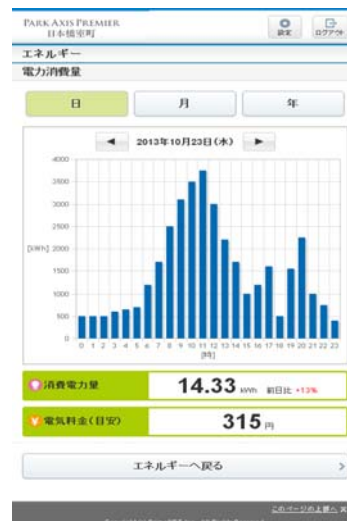 PARK AXIS PREMIER
日本橋室町
設定
ログアウト
エネルギー
電力消費量
日 月 年
◀ 2013年10月23日(水) ▶
4000
3500
3000
2500
[kWh] 2000
1500
1000
500
0
0 1 2 3 4 5 6 7 8 9 10 11 12 13 14 15 16 17 18 19 20 21 22 23
[時]
消費電力量 14.33 kWh 前日比 +13%
電気料金(目安) 315 円
エネルギーへ戻る
このページの上部へ